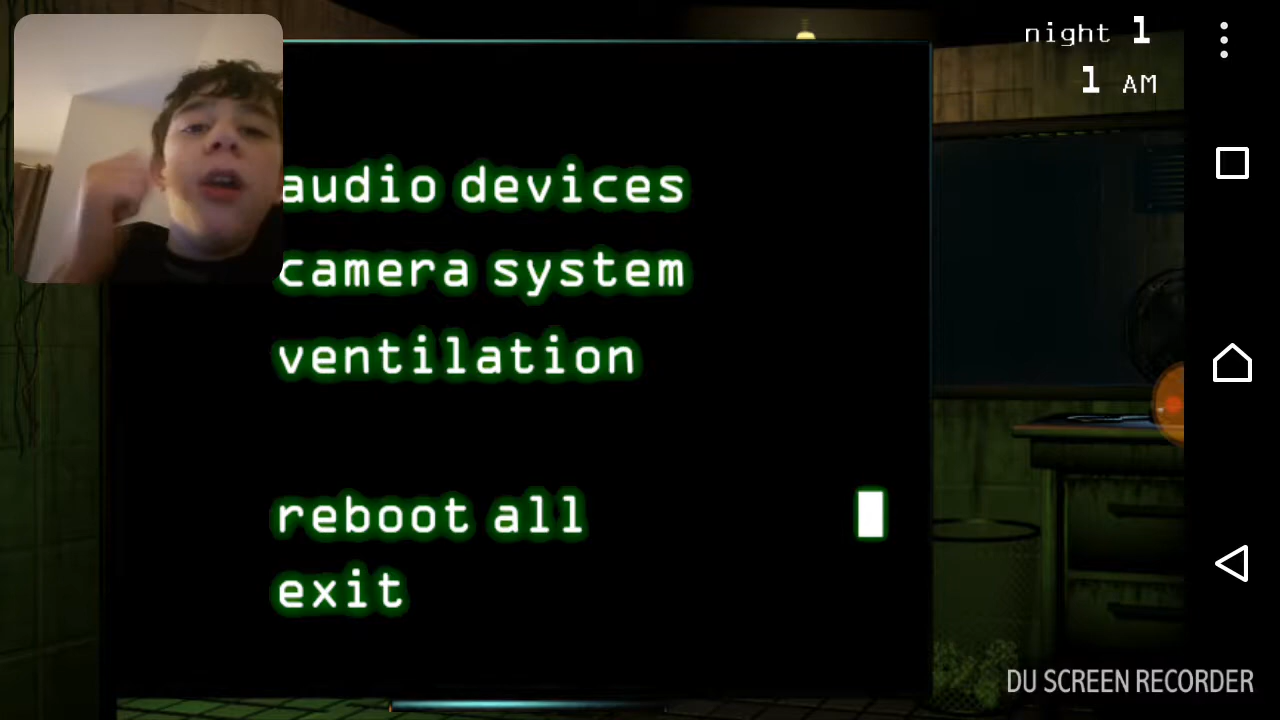 night 1
1 AM
audio devices
camera system
ventilation
reboot all
exit
DU SCREEN RECORDER